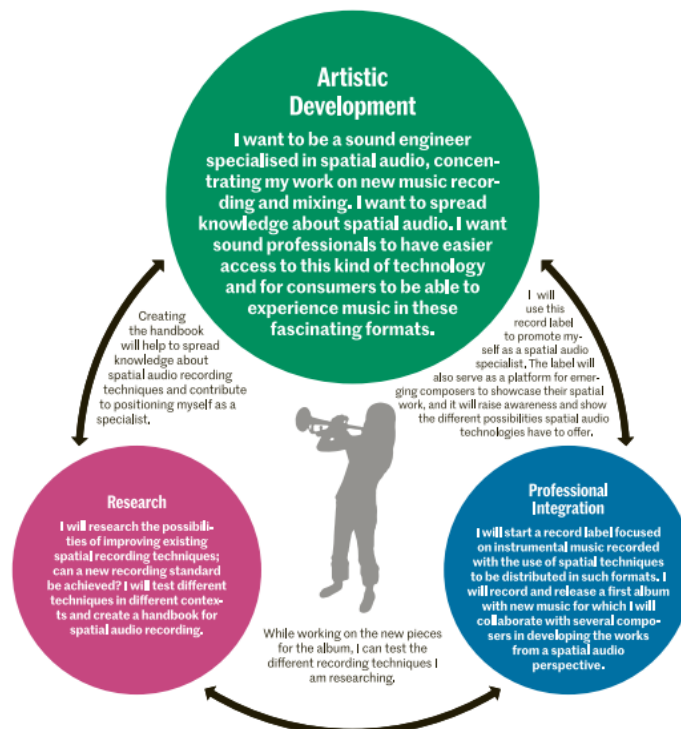 Artistic
Development
I want to be a sound engineer
specialised in spatial audio, concen-
trating my work on new music recor-
ding and mixing. I want to spread
knowledge about spatial audio. I want
sound professionals to have easier
access to this kind of technology
and for consumers to be able to
experience music in these
fascinating formats.
Creating
the handbook
will help to spread
knowledge about
spatial audio recording
techniques and contribute
to positioning myself as a
specialist.
I will
use this
record label
to promote my-
self as a spatial audio
specialist. The label will
also serve as a platform for emer-
ging composers to showcase their spatial
work, and it will raise awareness and show
the different possibilities spatial audio
technologies have to offer.
Research
I will research the possibili-
ties of improving existing
spatial recording techniques;
can a new recording standard
be achieved? I will test different
techniques in different contex-
ts and create a handbook for
spatial audio recording.
Professional
Integration
I will start a record label focused
on instrumental music recorded
with the use of spatial techniques
to be distributed in such formats. I
will record and release a first album
with new music for which I will
collaborate with several compo-
sers in developing the works
from a spatial audio
perspective.
While working on the new pieces
for the album, I can test the
different recording techniques I
am researching.